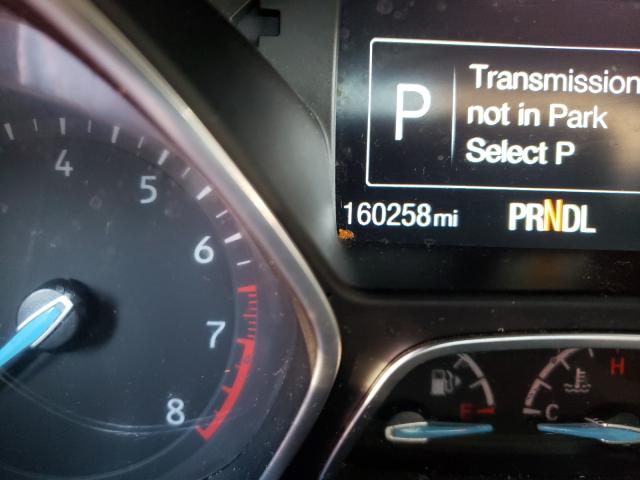 P
Transmission
not in Park
Select P
160258mi PRNDL
4
5
6
7
8
E
C
H